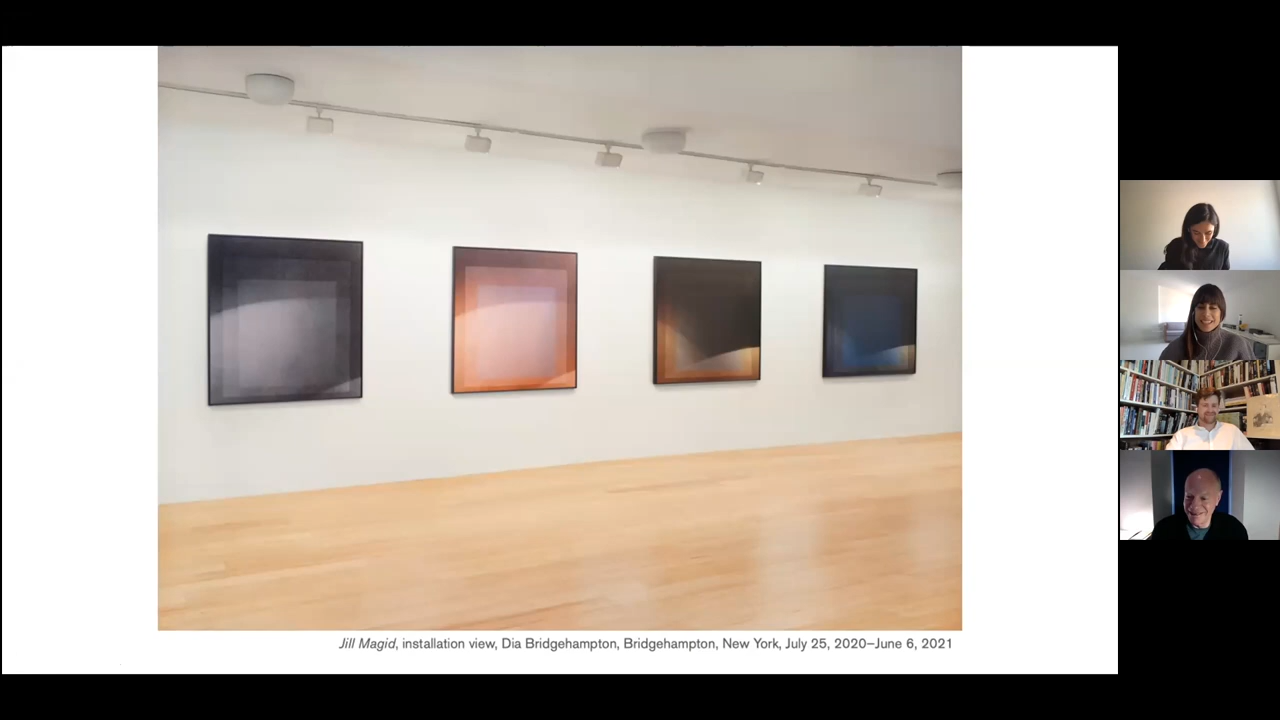 Jill Magid, installation view, Dia Bridgehampton, Bridgehampton, New York, July 25, 2020–June 6, 2021